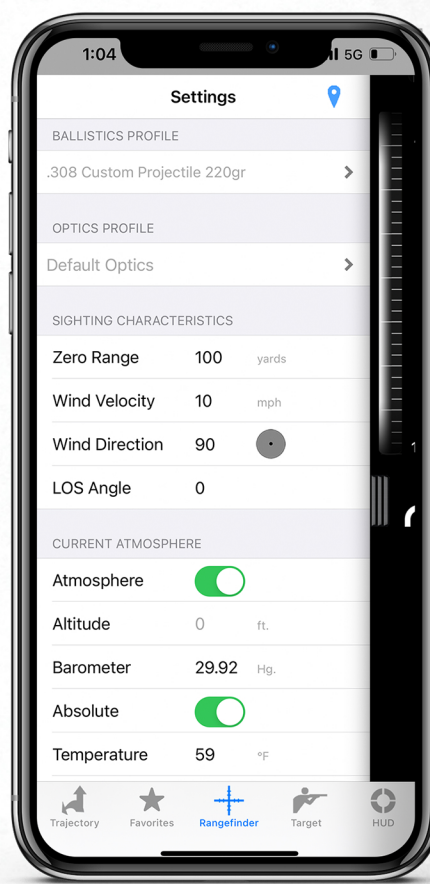 1:04 5G
Settings
BALLISTICS PROFILE
.308 Custom Projectile 220gr
OPTICS PROFILE
Default Optics
SIGHTING CHARACTERISTICS
Zero Range 100 yards
Wind Velocity 10 mph
Wind Direction 90
LOS Angle 0
CURRENT ATMOSPHERE
Atmosphere
Altitude 0 ft.
Barometer 29.92 Hg.
Absolute
Temperature 59 °F
Trajectory Favorites Rangefinder Target HUD